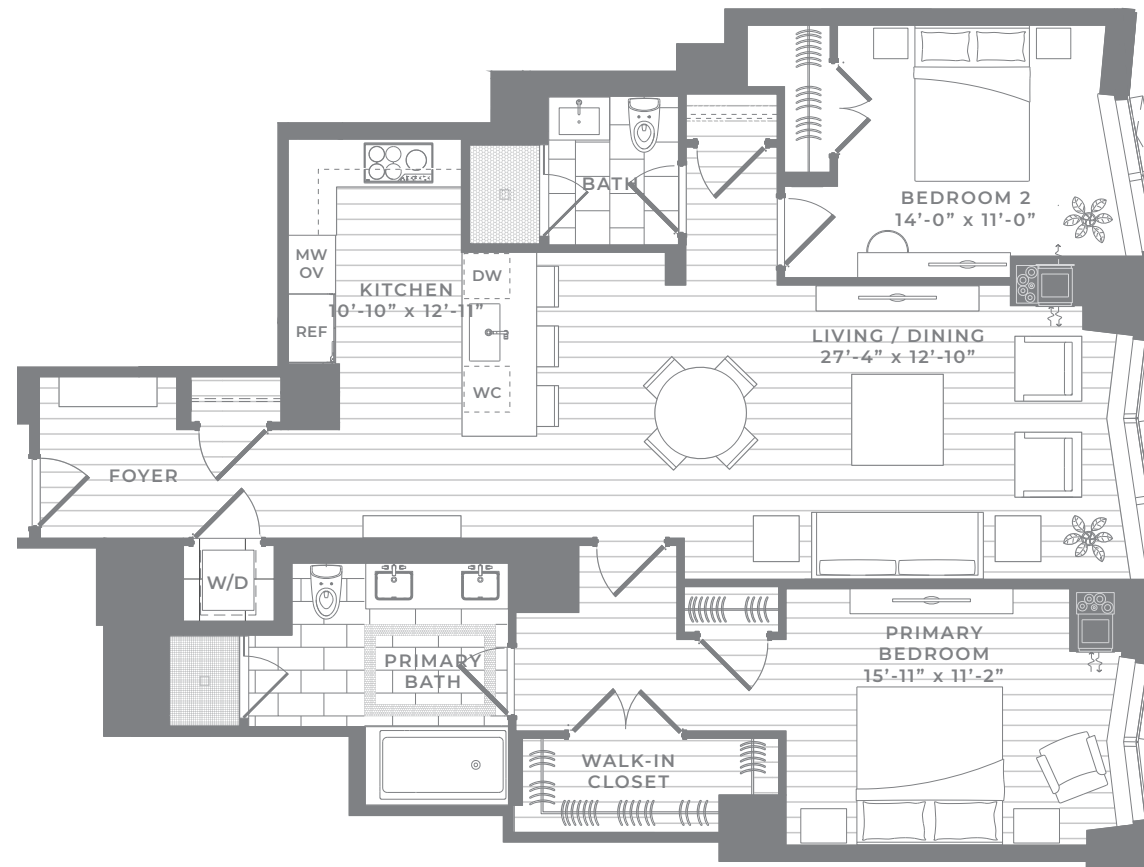 BATH
BEDROOM 2
14’-0” x 11’-0”
MW
OV
DW
KITCHEN
10’-10” x 12’-11”
REF
LIVING / DINING
27’-4” x 12’-10”
WC
FOYER
W/D
PRIMARY
BATH
PRIMARY
BEDROOM
15’-11” x 11’-2”
WALK-IN
CLOSET